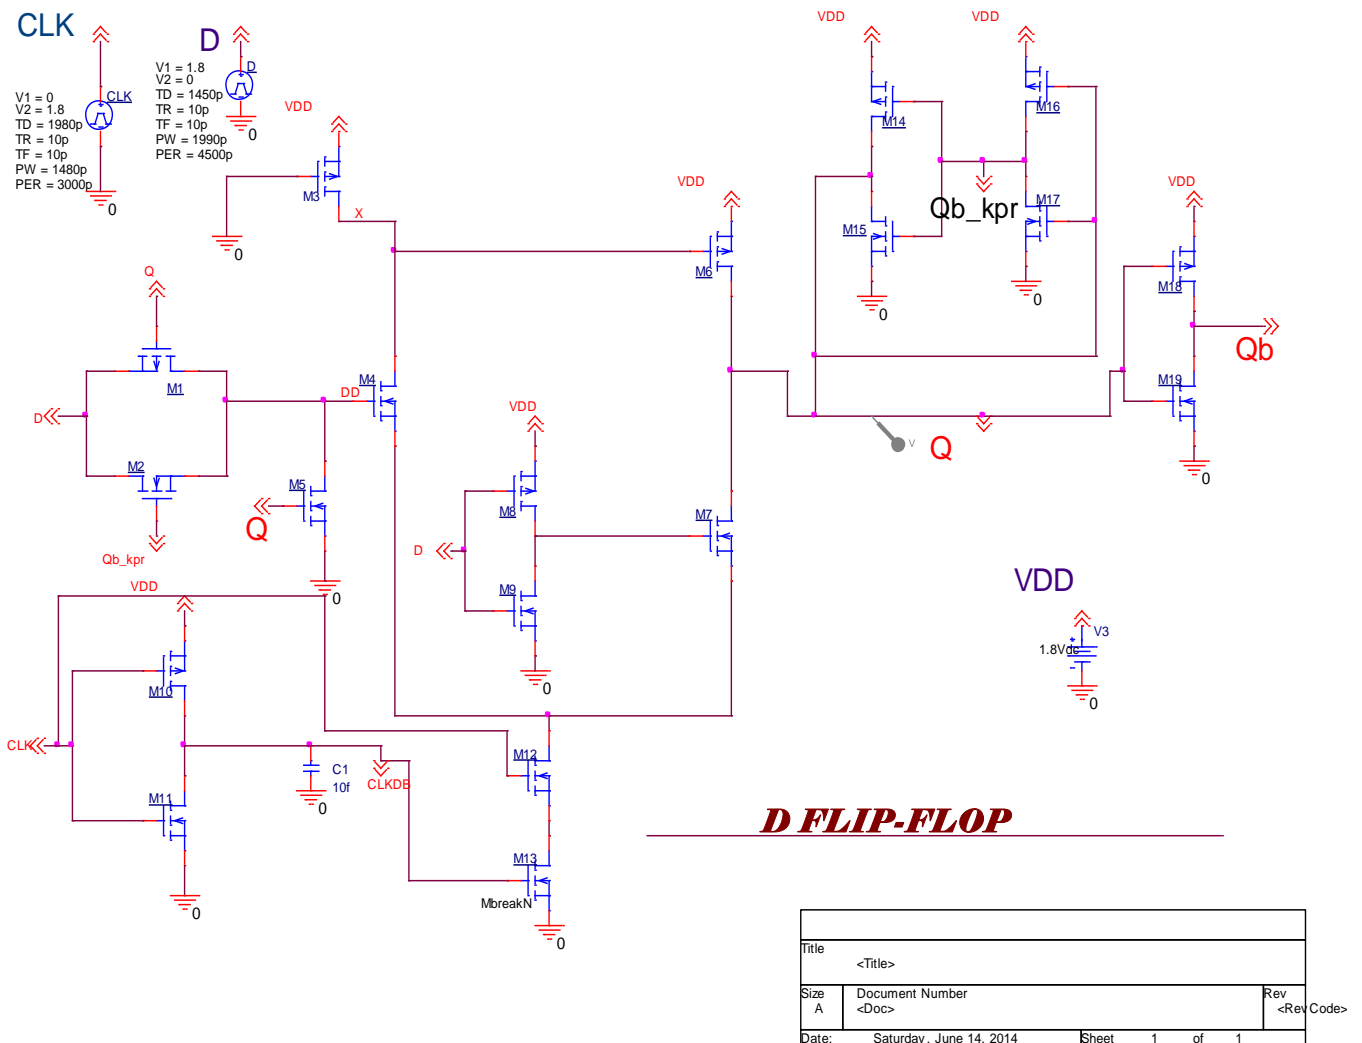 CLK
D
V1 = 0
V2 = 1.8
TD = 1980p
TR = 10p
TF = 10p
PW = 1480p
PER = 3000p
CLK
0
V1 = 1.8
V2 = 0
TD = 1450p
TR = 10p
TF = 10p
PW = 1990p
PER = 4500p
D
0
VDD
M3
X
0
VDD
M14
M15
0
VDD
M16
M17
0
Qb_kpr
VDD
M6
VDD
M18
M19
0
Qb
Q
M1
D
M2
Qb_kpr
DD
M4
M5
Q
0
VDD
M8
D
M9
0
M7
V
Q
VDD
V3
1.8Vdc
+
-
0
VDD
M10
CLK
M11
0
C1
10f
0
CLKDB
M12
M13
MbreakN
0
D FLIP-FLOP
Title
<Title>
Size
A
Document Number
<Doc>
Rev
<RevCode>
Date: Saturday, June 14, 2014 Sheet 1 of 1